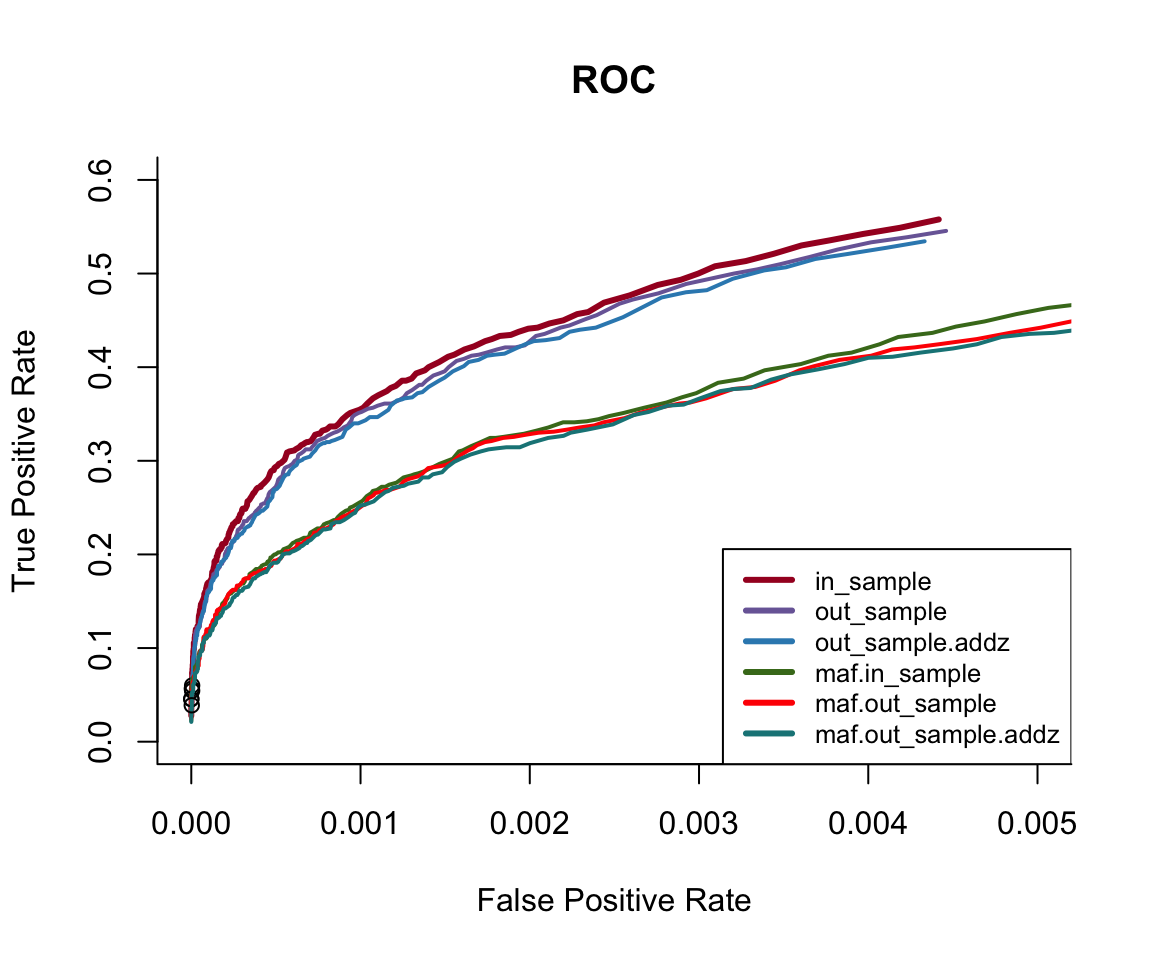 ROC
True Positive Rate
0.6
0.5
0.4
0.3
0.2
0.1
0.0
in_sample
out_sample
out_sample.addz
maf.in_sample
maf.out_sample
maf.out_sample.addz
0.000 0.001 0.002 0.003 0.004 0.005
False Positive Rate